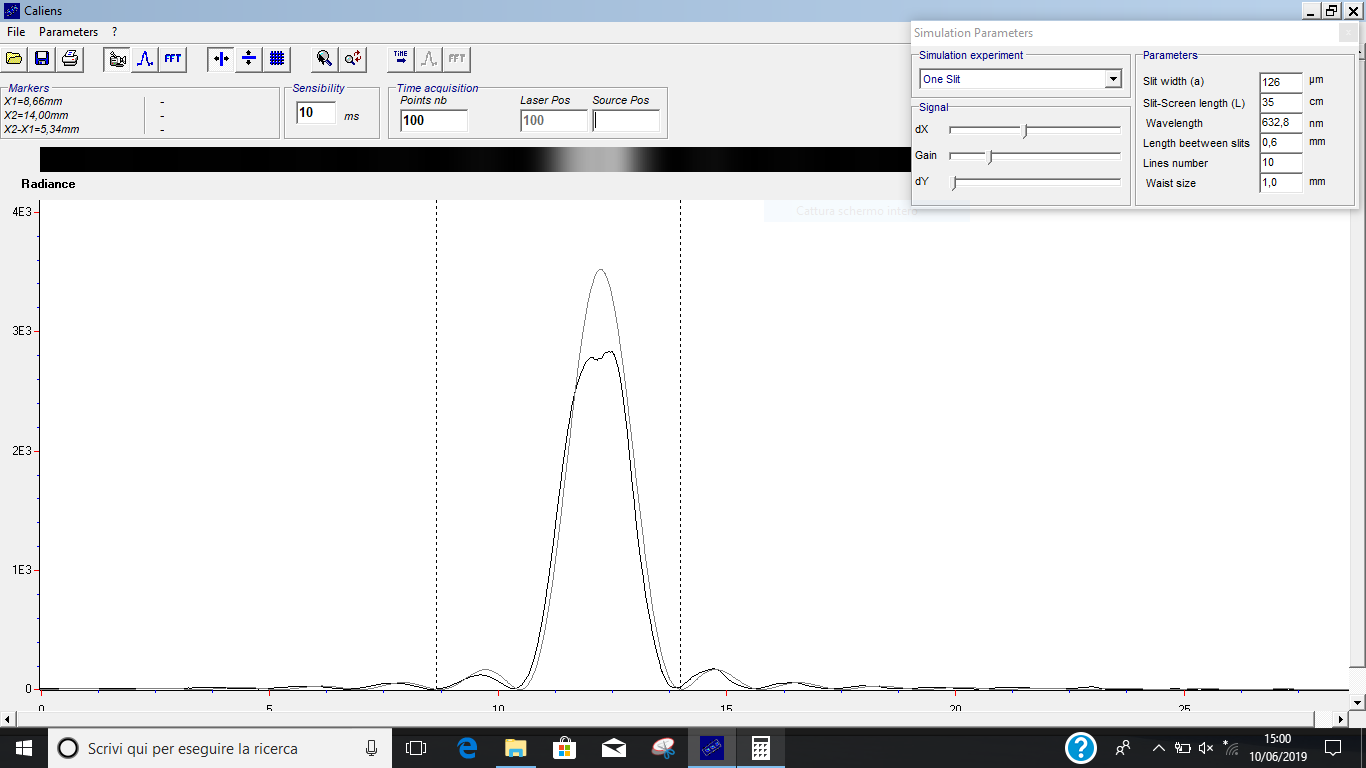 Caliens
File Parameters ?
FFT
TIME
FFT
Markers
X1=8,66mm -
X2=14,00mm -
X2-X1=5,34mm -
Sensibility
10 ms
Time acquisition
Points nb Laser Pos Source Pos
100 100
Simulation Parameters
Simulation experiment
One Slit
Signal
dX
Gain
dY
Parameters
Slit width (a) 126 µm
Slit-Screen length (L) 35 cm
Wavelength 632,8 nm
Length beetween slits 0,6 mm
Lines number 10
Waist size 1,0 mm
Radiance
Cattura schermo intero
4E3
3E3
2E3
1E3
0
0 5 10 15 20 25
Scrivi qui per eseguire la ricerca
15:00
10/06/2019